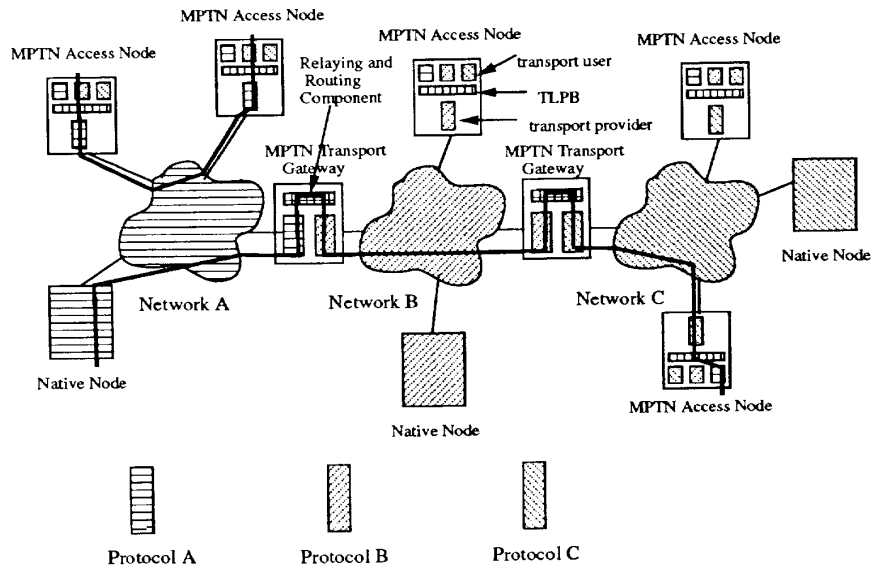 MPTN Access Node
MPTN Access Node
Relaying and
Routing
Component
MPTN Access Node
transport user
TLPB
transport provider
MPTN Access Node
MPTN Transport
Gateway
MPTN Transport
Gateway
Native Node
Network A
Network B
Network C
Native Node
MPTN Access Node
Native Node
Protocol A
Protocol B
Protocol C